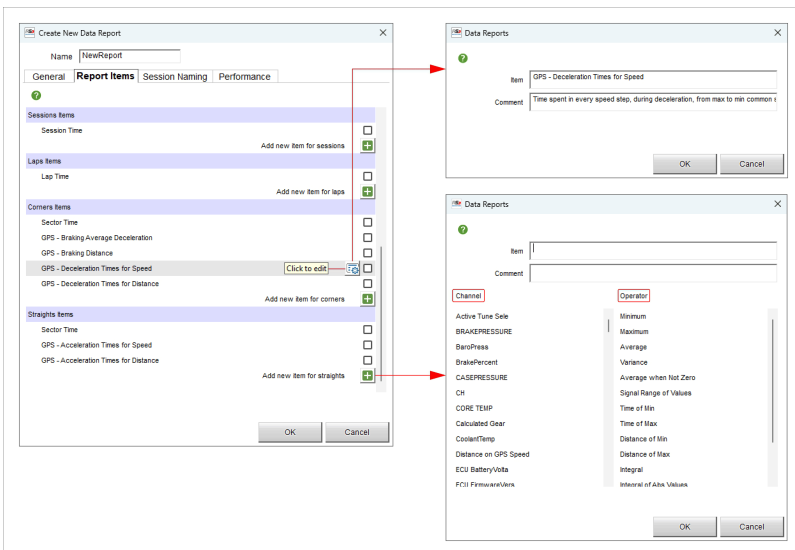 Create New Data Report
Name NewReport
General Report Items Session Naming Performance
Sessions Items
Session Time
Add new item for sessions
Laps Items
Lap Time
Add new item for laps
Corners Items
Sector Time
GPS - Braking Average Deceleration
GPS - Braking Distance
GPS - Deceleration Times for Speed Click to edit
GPS - Deceleration Times for Distance
Add new item for corners
Straights Items
Sector Time
GPS - Acceleration Times for Speed
GPS - Acceleration Times for Distance
Add new item for straights
OK Cancel
Data Reports
Item GPS - Deceleration Times for Speed
Comment Time spent in every speed step, during deceleration, from max to min common s
OK Cancel
Data Reports
Item
Comment
Channel Operator
Active Tune Sele Minimum
BRAKEPRESSURE Maximum
BaroPress Average
BrakePercent Variance
CASEPRESSURE Average when Not Zero
CH Signal Range of Values
CORE TEMP Time of Min
Calculated Gear Time of Max
CoolantTemp Distance of Min
Distance on GPS Speed Distance of Max
ECU BatteryVolta Integral
ECU FirmwareVers Integral of Abs Values
OK Cancel